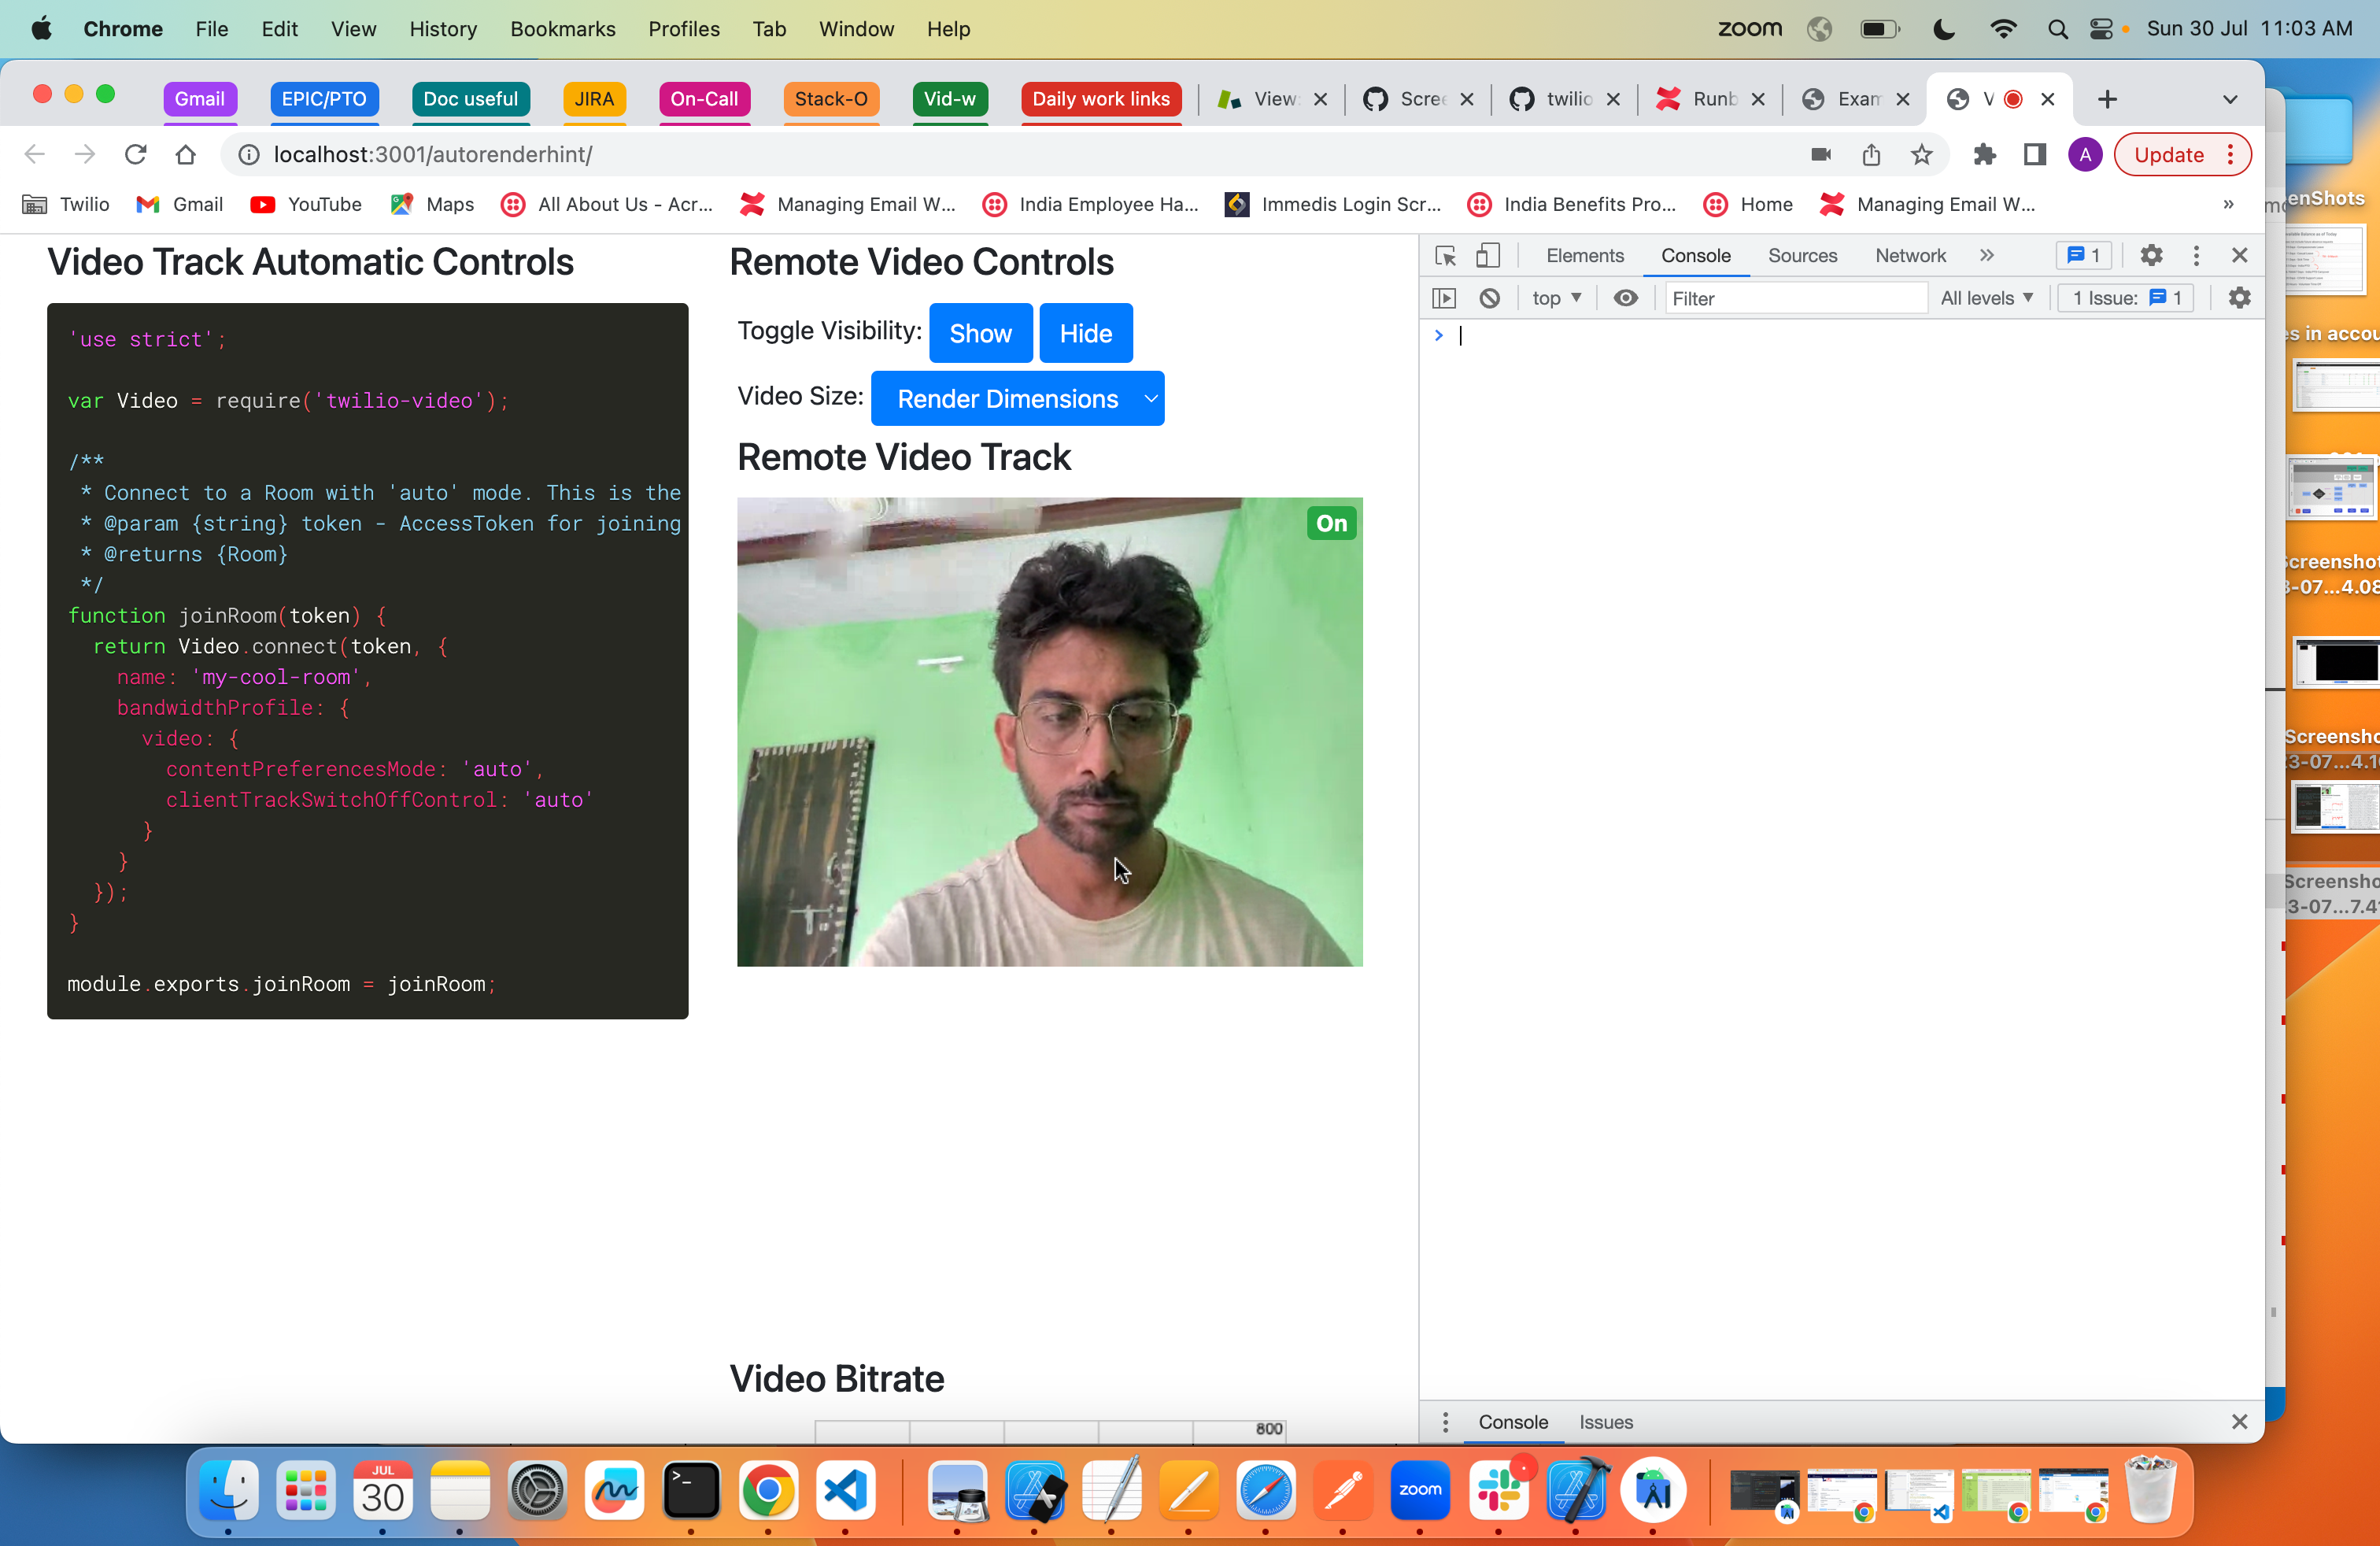 Chrome File Edit View History Bookmarks Profiles Tab Window Help
zoom Sun 30 Jul 11:03 AM
Gmail EPIC/PTO Doc useful JIRA On-Call Stack-O Vid-w Daily work links View: Scree twilio Runb Exam V
localhost:3001/autorenderhint/
A Update
Twilio Gmail YouTube Maps All About Us - Acr... Managing Email W... India Employee Ha... Immedis Login Scr... India Benefits Pro... Home Managing Email W... »
Video Track Automatic Controls
'use strict';
var Video = require('twilio-video');
/**
* Connect to a Room with 'auto' mode. This is the
* @param {string} token - AccessToken for joining
* @returns {Room}
*/
function joinRoom(token) {
return Video.connect(token, {
name: 'my-cool-room',
bandwidthProfile: {
video: {
contentPreferencesMode: 'auto',
clientTrackSwitchOffControl: 'auto'
}
}
});
}
module.exports.joinRoom = joinRoom;
Remote Video Controls
Toggle Visibility: Show Hide
Video Size: Render Dimensions
Remote Video Track
On
Video Bitrate
800
Elements Console Sources Network » 1
top Filter All levels 1 Issue: 1
>
Console Issues
enShots
es in accou
Screenshot
3-07...4.08
Screensho
3-07...4.1
Screensho
3-07...7.4
JUL
30
>_
zoom